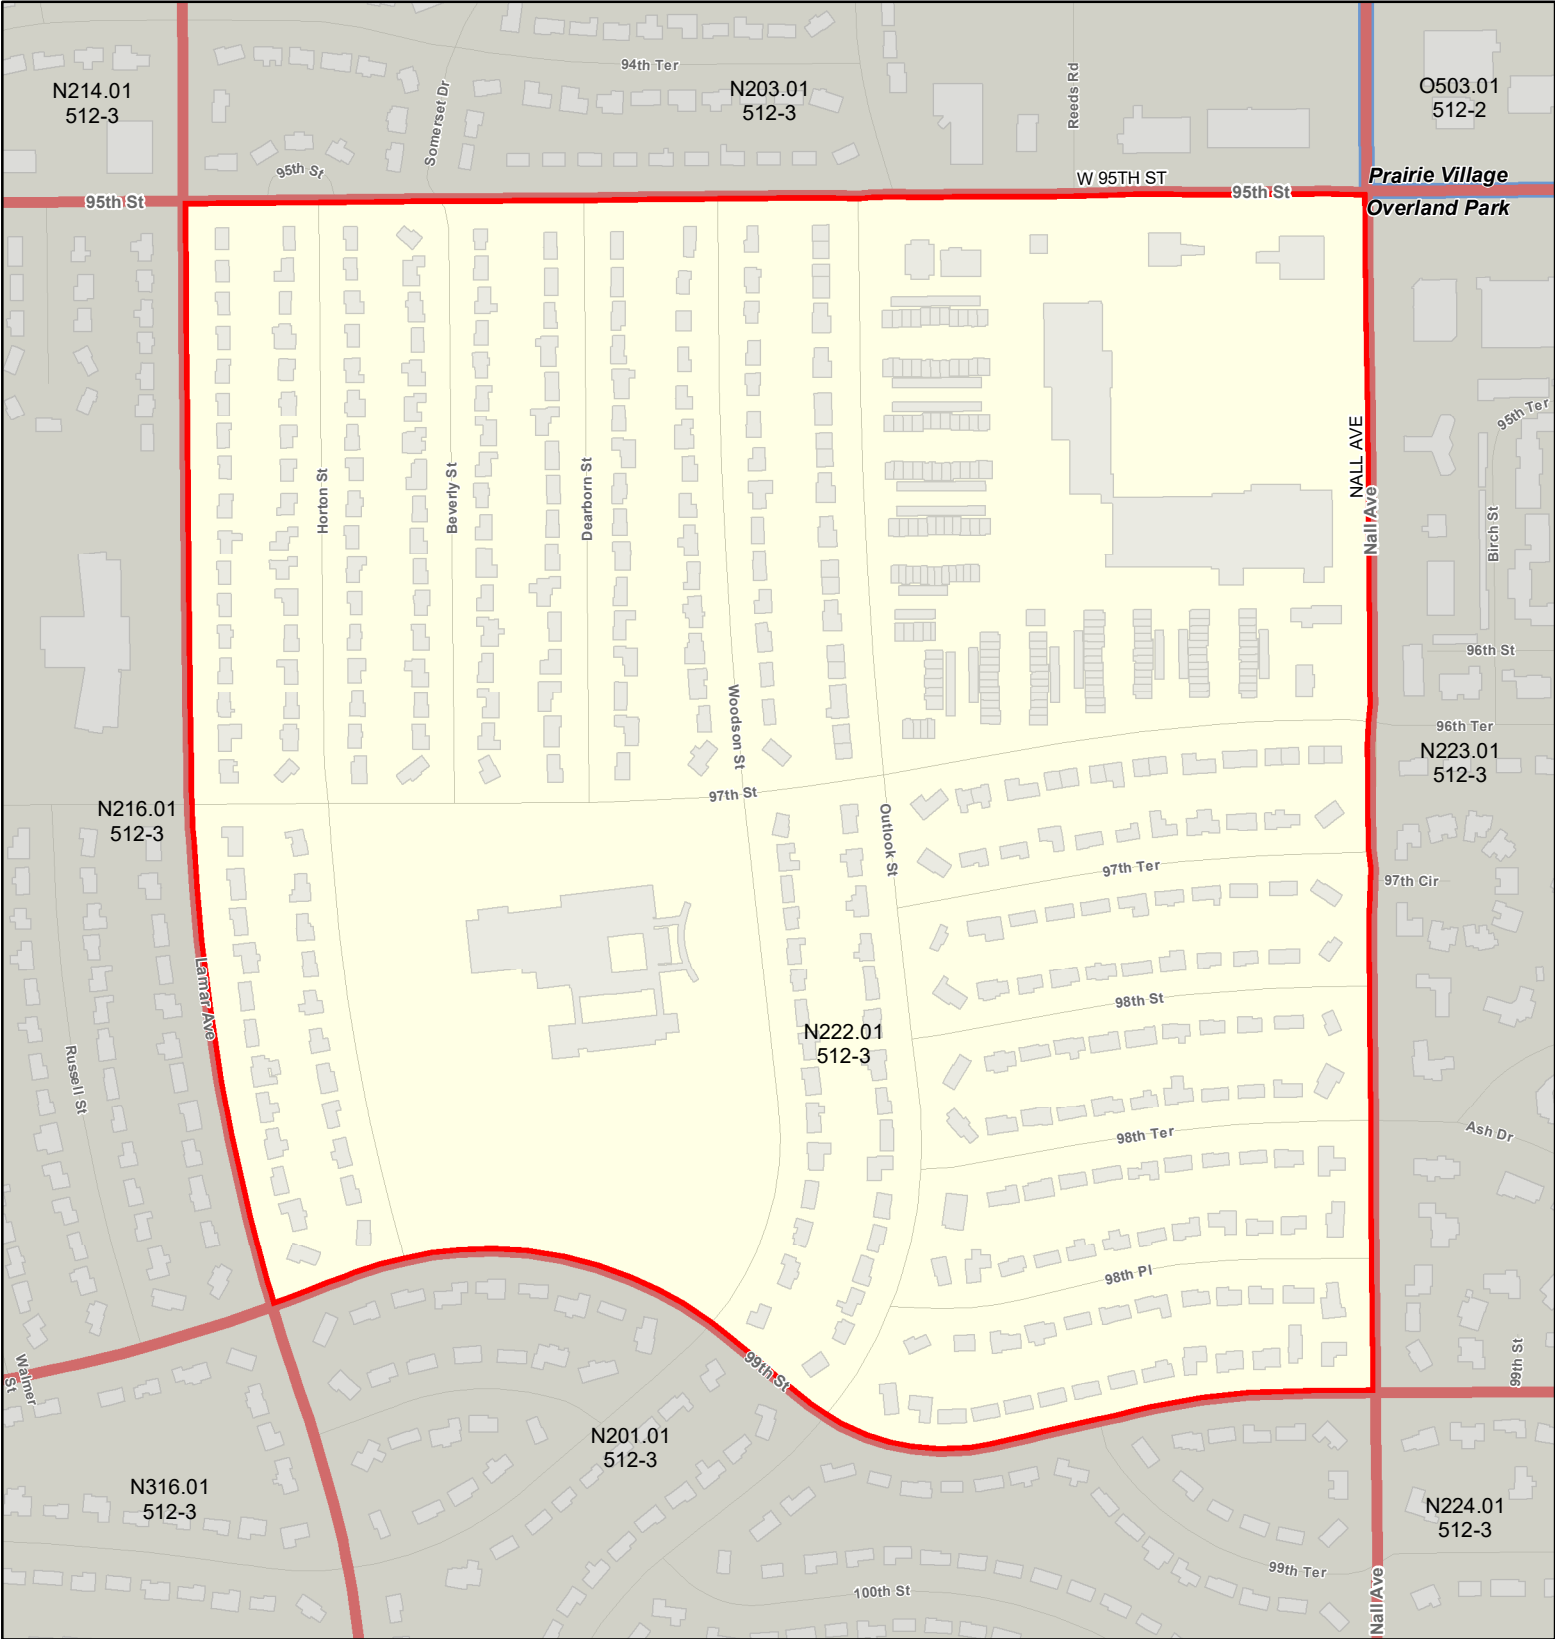 94th Ter
N214.01
512-3
N203.01
512-3
O503.01
512-2
Somerset Dr
Reeds Rd
95th St
W 95TH ST
Prairie Village
95th St
95th St
Overland Park
NALL AVE
95th Ter
Horton St
Beverly St
Dearborn St
Nall Ave
Birch St
96th St
Woodson St
96th Ter
N223.01
512-3
97th St
N216.01
512-3
Outlook St
97th Ter
97th Cir
Lamar Ave
98th St
N222.01
512-3
Russell St
98th Ter
Ash Dr
98th Pl
Walmer
St
99th St
99th St
N201.01
512-3
N316.01
512-3
N224.01
512-3
99th Ter
100th St
Nall Ave